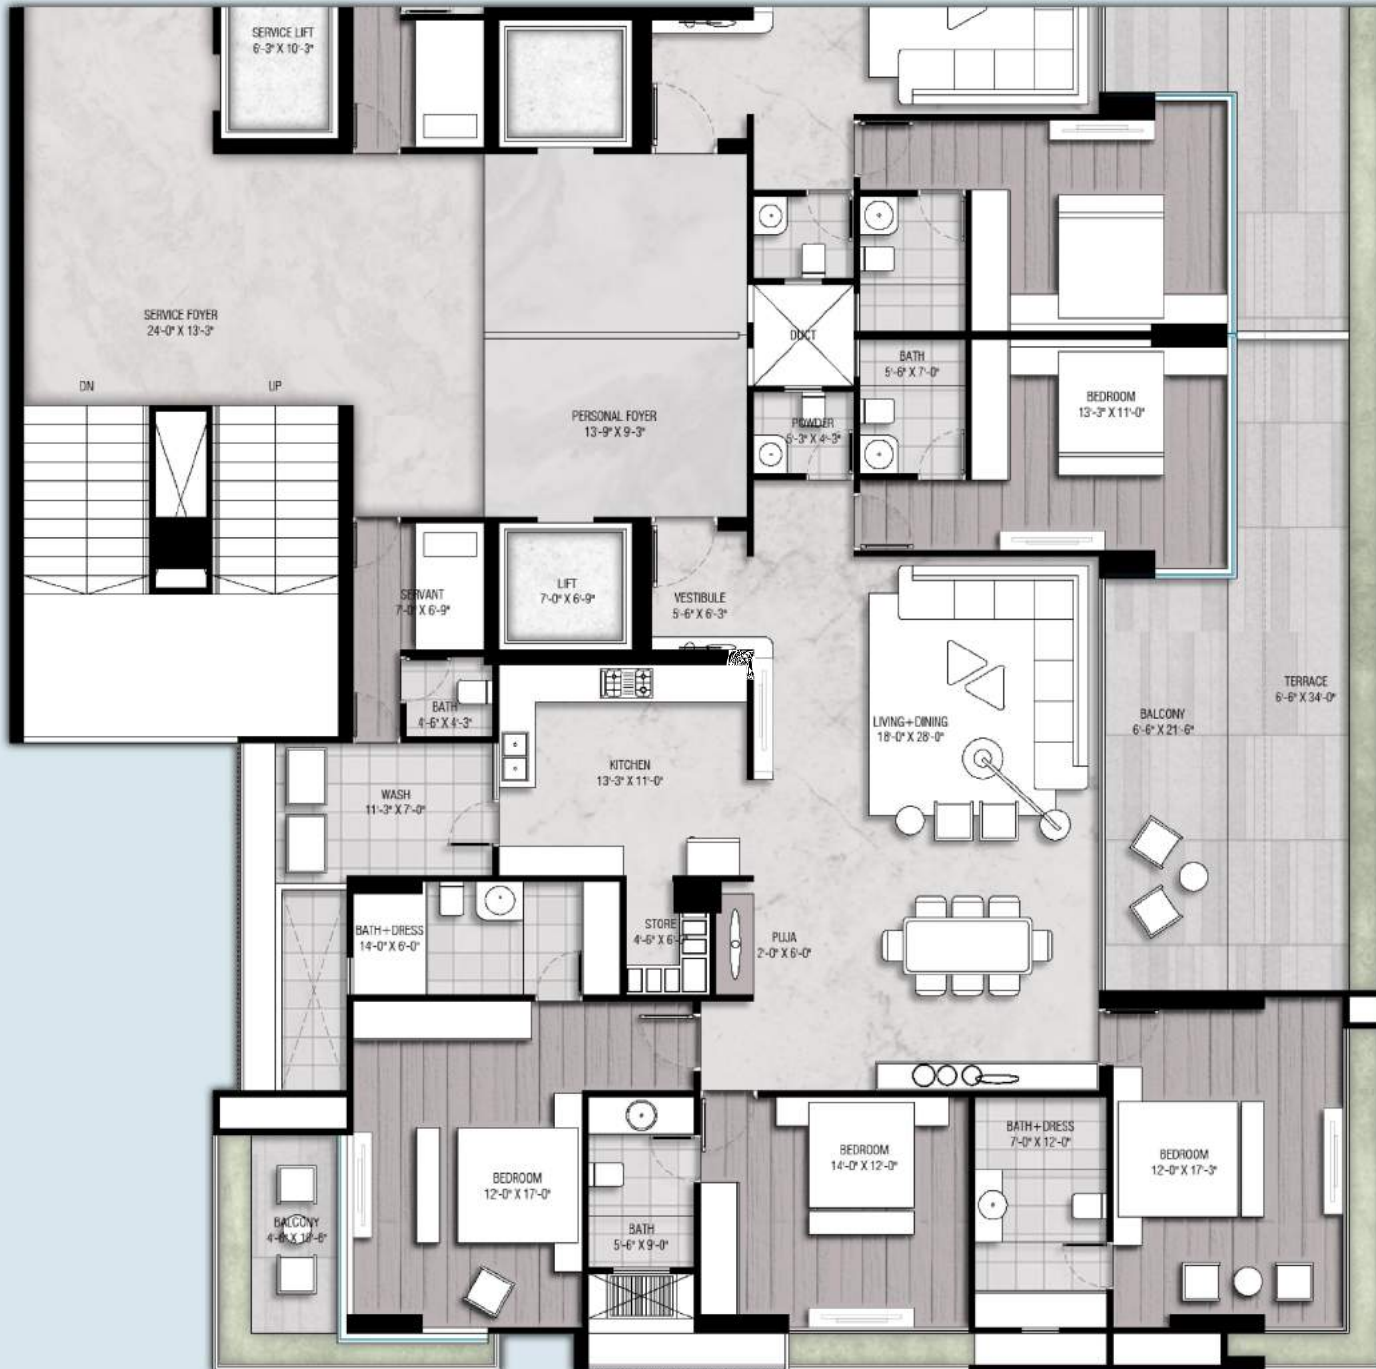 SERVICE LIFT
6'-3" X 10'-3"
SERVICE FOYER
24'-0" X 13'-3"
DN
UP
DUCT
BATH
5'-6" X 7'-0"
BEDROOM
13'-3" X 11'-0"
PERSONAL FOYER
13'-9" X 9'-3"
POWDER
5'-3" X 4'-3"
LIFT
7'-0" X 6'-9"
SERVANT
7'-0" X 6'-9"
VESTIBULE
5'-6" X 6'-3"
TERRACE
6'-6" X 34'-0"
BATH
4'-6" X 4'-3"
BALCONY
6'-6" X 21'-6"
LIVING+DINING
18'-0" X 28'-0"
KITCHEN
13'-3" X 11'-0"
WASH
11'-3" X 7'-0"
BATH+DRESS
14'-0" X 6'-0"
STORE
4'-6" X 6'-
PUJA
2'-0" X 6'-0"
BATH+DRESS
7'-0" X 12'-0"
BEDROOM
14'-0" X 12'-0"
BEDROOM
12'-0" X 17'-3"
BEDROOM
12'-0" X 17'-0"
BALCONY
BATH
5'-6" X 9'-0"